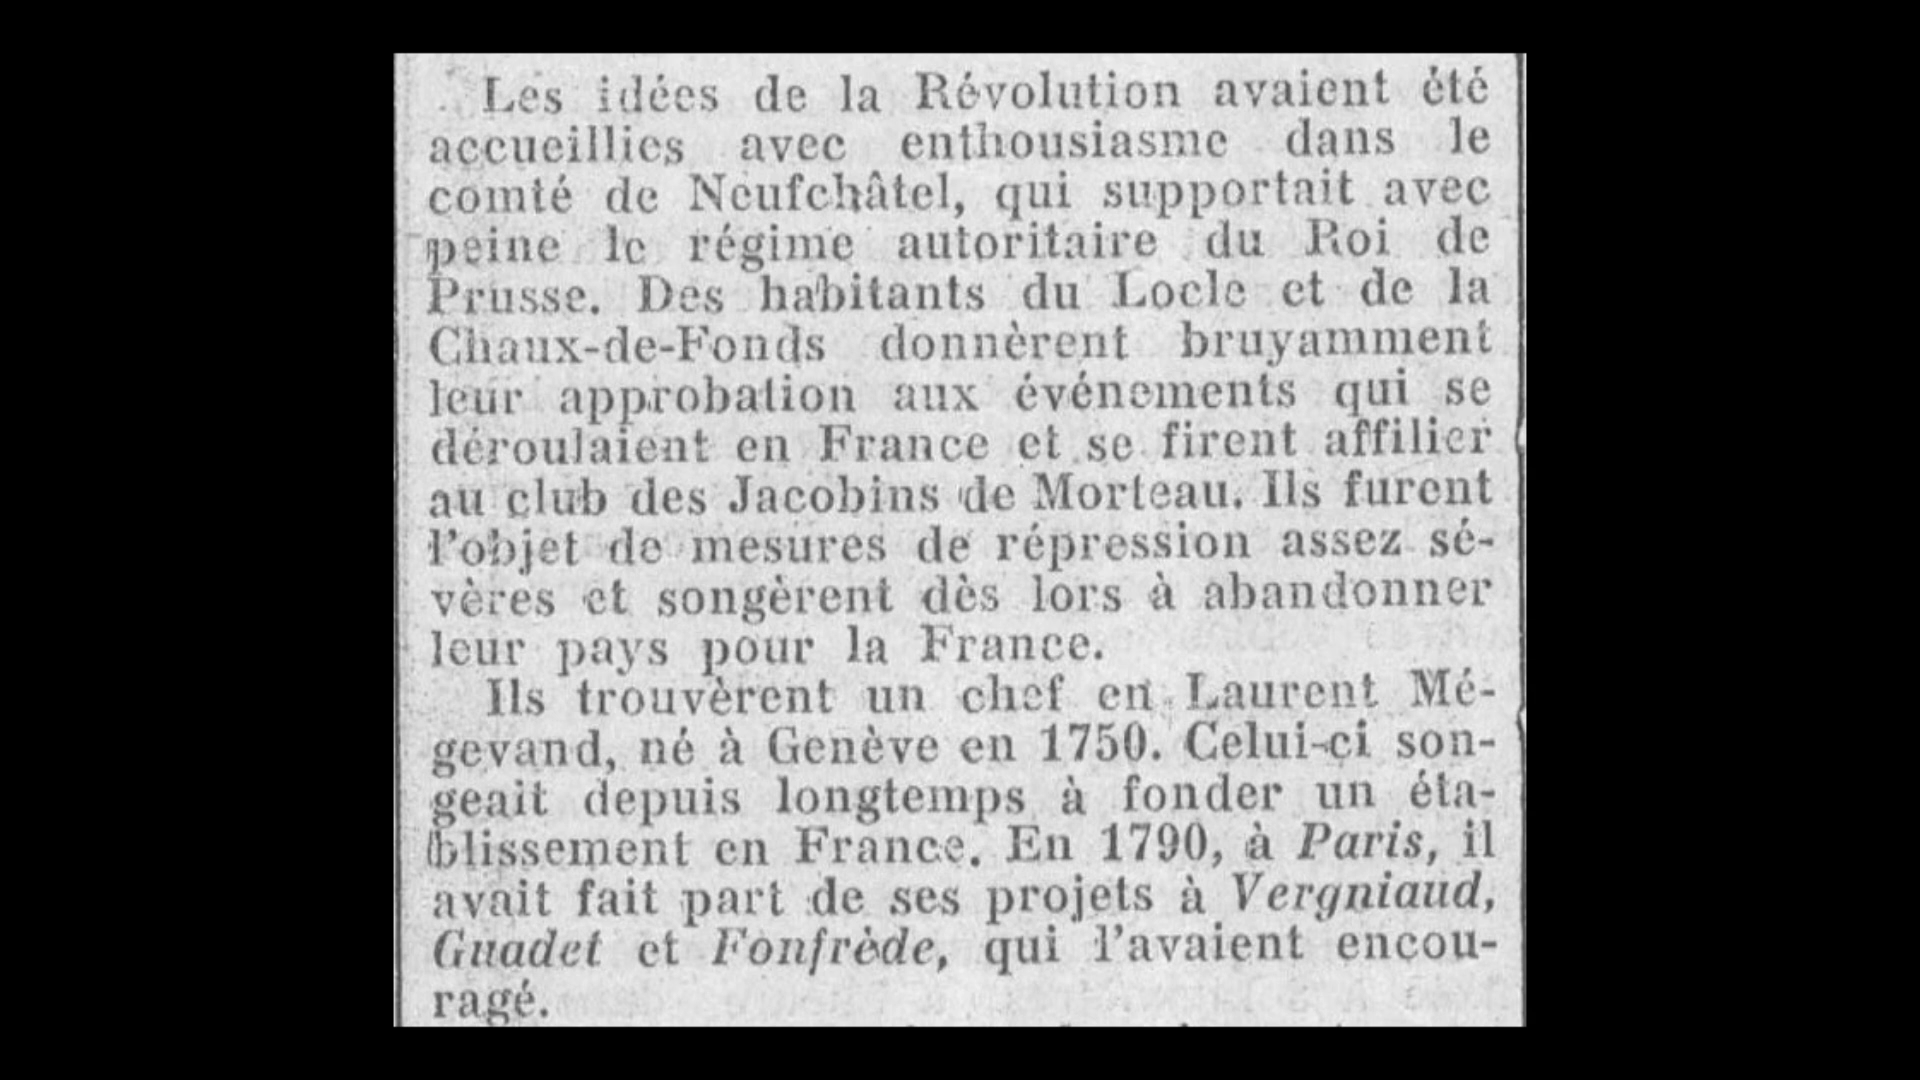 Les idées de la Révolution avaient été
accueillies avec enthousiasme dans le
comté de Neufchâtel, qui supportait avec
peine le régime autoritaire du Roi de
Prusse. Des habitants du Locle et de la
Chaux-de-Fonds donnèrent bruyamment
leur approbation aux événements qui se
déroulaient en France et se firent affilier
au club des Jacobins de Morteau. Ils furent
l'objet de mesures de répression assez sé-
vères et songèrent dès lors à abandonner
leur pays pour la France.
Ils trouvèrent un chef en Laurent Mé-
gevand, né à Genève en 1750. Celui-ci son-
geait depuis longtemps à fonder un éta-
blissement en France. En 1790, à Paris, il
avait fait part de ses projets à Vergniaud,
Guadet et Fonfrède, qui l'avaient encou-
ragé.